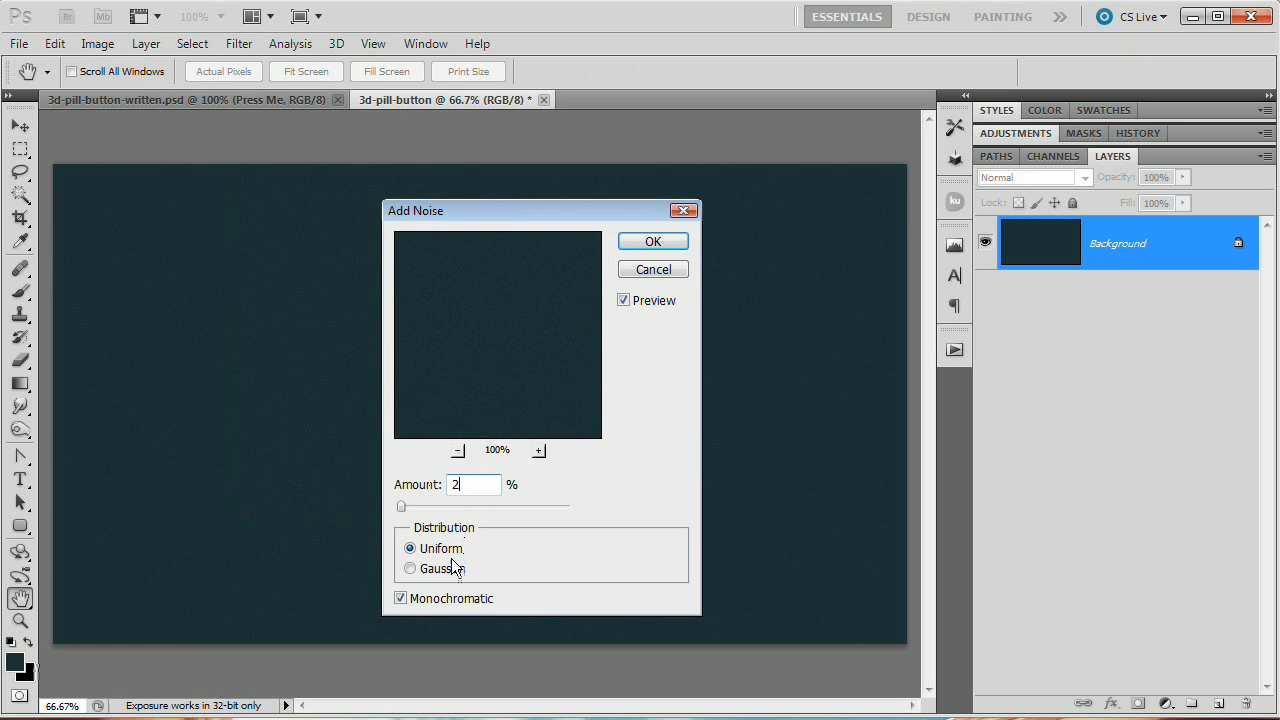 Ps Br Mb 100% ESSENTIALS DESIGN PAINTING CS Live
File Edit Image Layer Select Filter Analysis 3D View Window Help
Scroll All Windows Actual Pixels Fit Screen Fill Screen Print Size
3d-pill-button-written.psd @ 100% (Press Me, RGB/8) 3d-pill-button @ 66.7% (RGB/8) *
STYLES COLOR SWATCHES
ADJUSTMENTS MASKS HISTORY
PATHS CHANNELS LAYERS
Normal Opacity: 100%
Lock: Fill: 100%
Background
ku
Add Noise
OK
Cancel
Preview
100%
Amount: 2 %
Distribution
Uniform
Monochromatic
66.67% Exposure works in 32-bit only